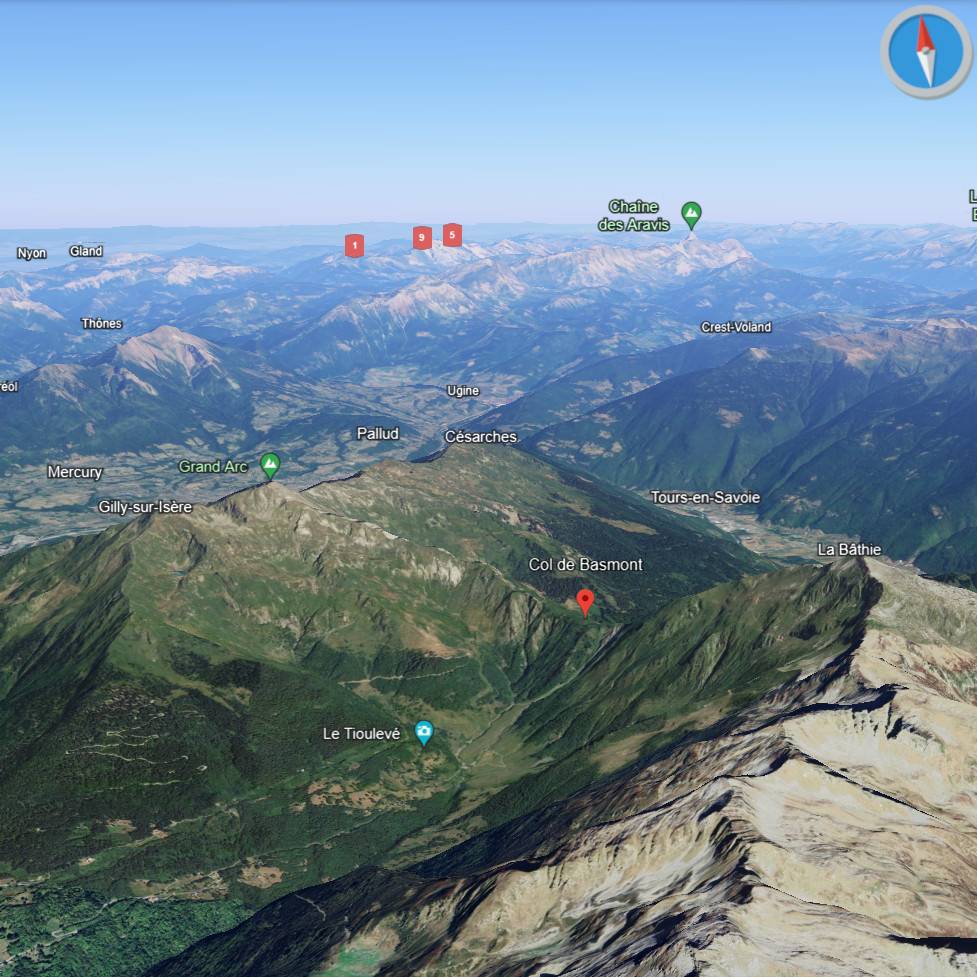 Chaîne
des Aravis
1
9
5
Nyon
Gland
Thônes
Crest-Voland
Ugine
Pallud
Césarches
Mercury
Grand Arc
Gilly-sur-Isère
Tours-en-Savoie
La Bâthie
Col de Basmont
Le Tioulevé